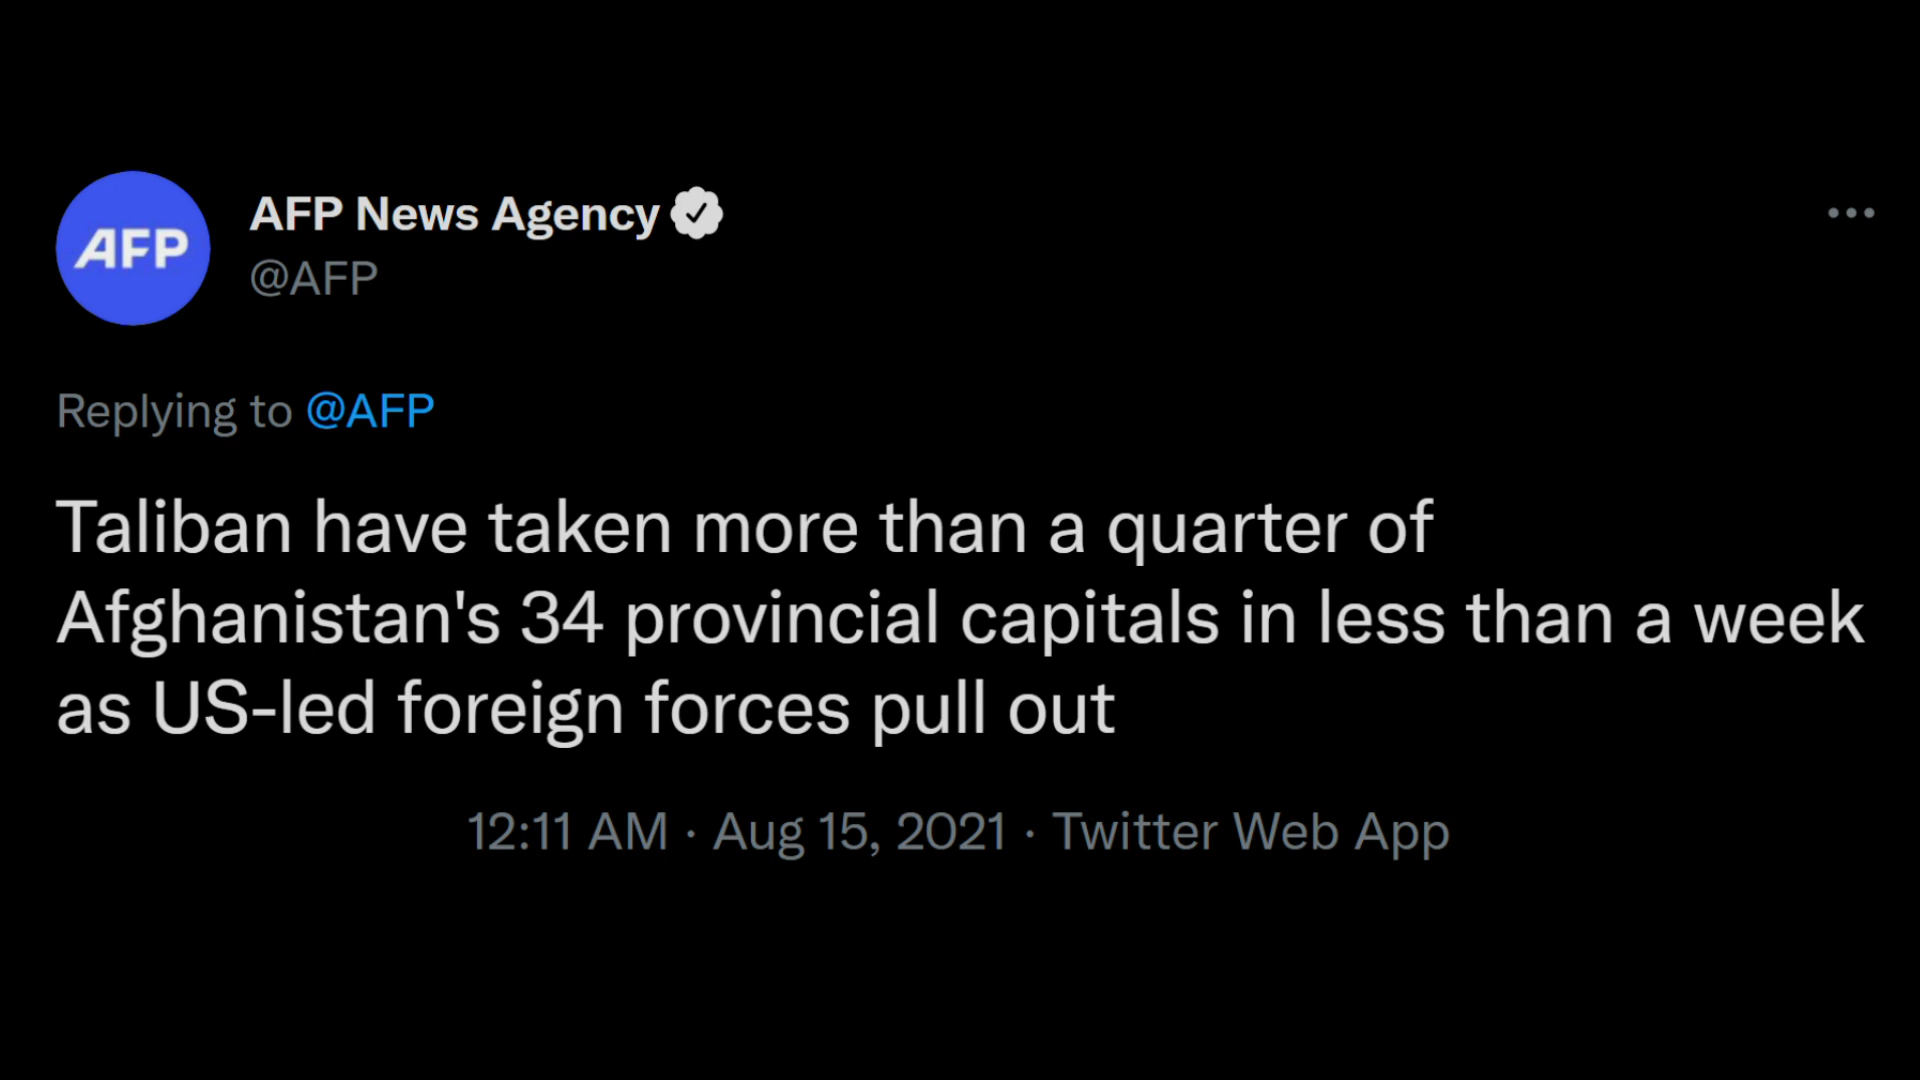 AFP
AFP News Agency
@AFP
Replying to @AFP
Taliban have taken more than a quarter of
Afghanistan's 34 provincial capitals in less than a week
as US-led foreign forces pull out
12:11 AM · Aug 15, 2021 · Twitter Web App